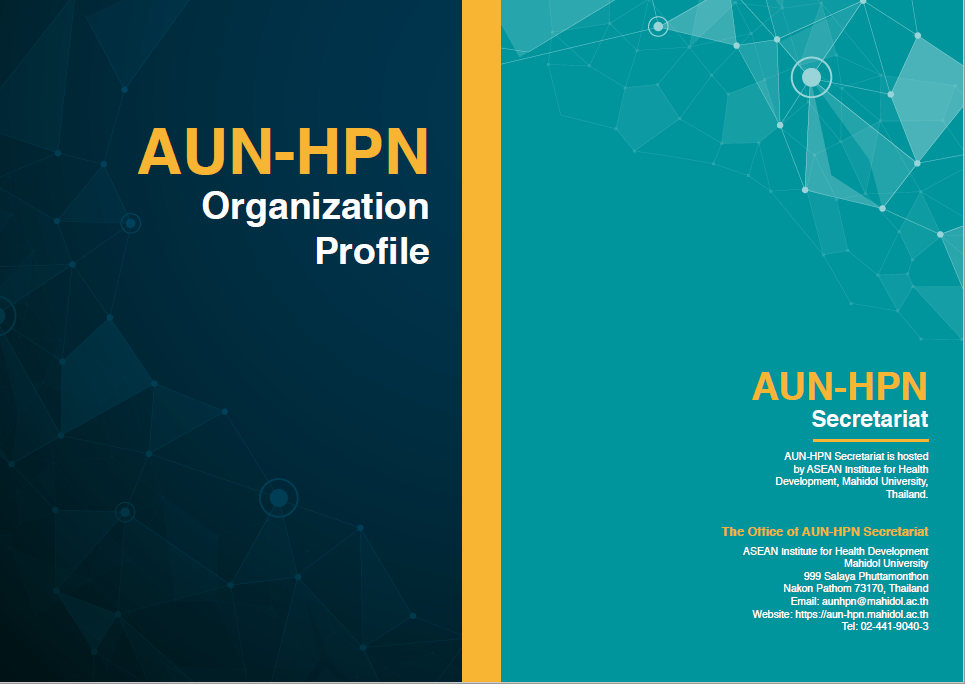 AUN-HPN
Organization
Profile
AUN-HPN
Secretariat
AUN-HPN Secretariat is hosted
by ASEAN Institute for Health
Development, Mahidol University,
Thailand.
The Office of AUN-HPN Secretariat
ASEAN Institute for Health Development
Mahidol University
999 Salaya Phuttamonthon
Nakon Pathom 73170, Thailand
Email: aunhpn@mahidol.ac.th
Website: https://aun-hpn.mahidol.ac.th
Tel: 02-441-9040-3